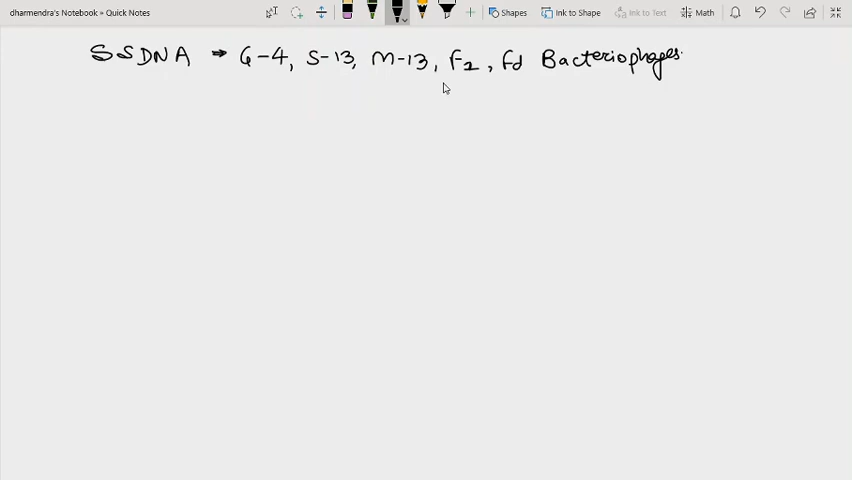 dharmendra's Notebook » Quick Notes
Shapes
Ink to Shape
Ink to Text
Math
SSDNA → G-4, S-13, M-13, F2, Fd Bacteriophages.